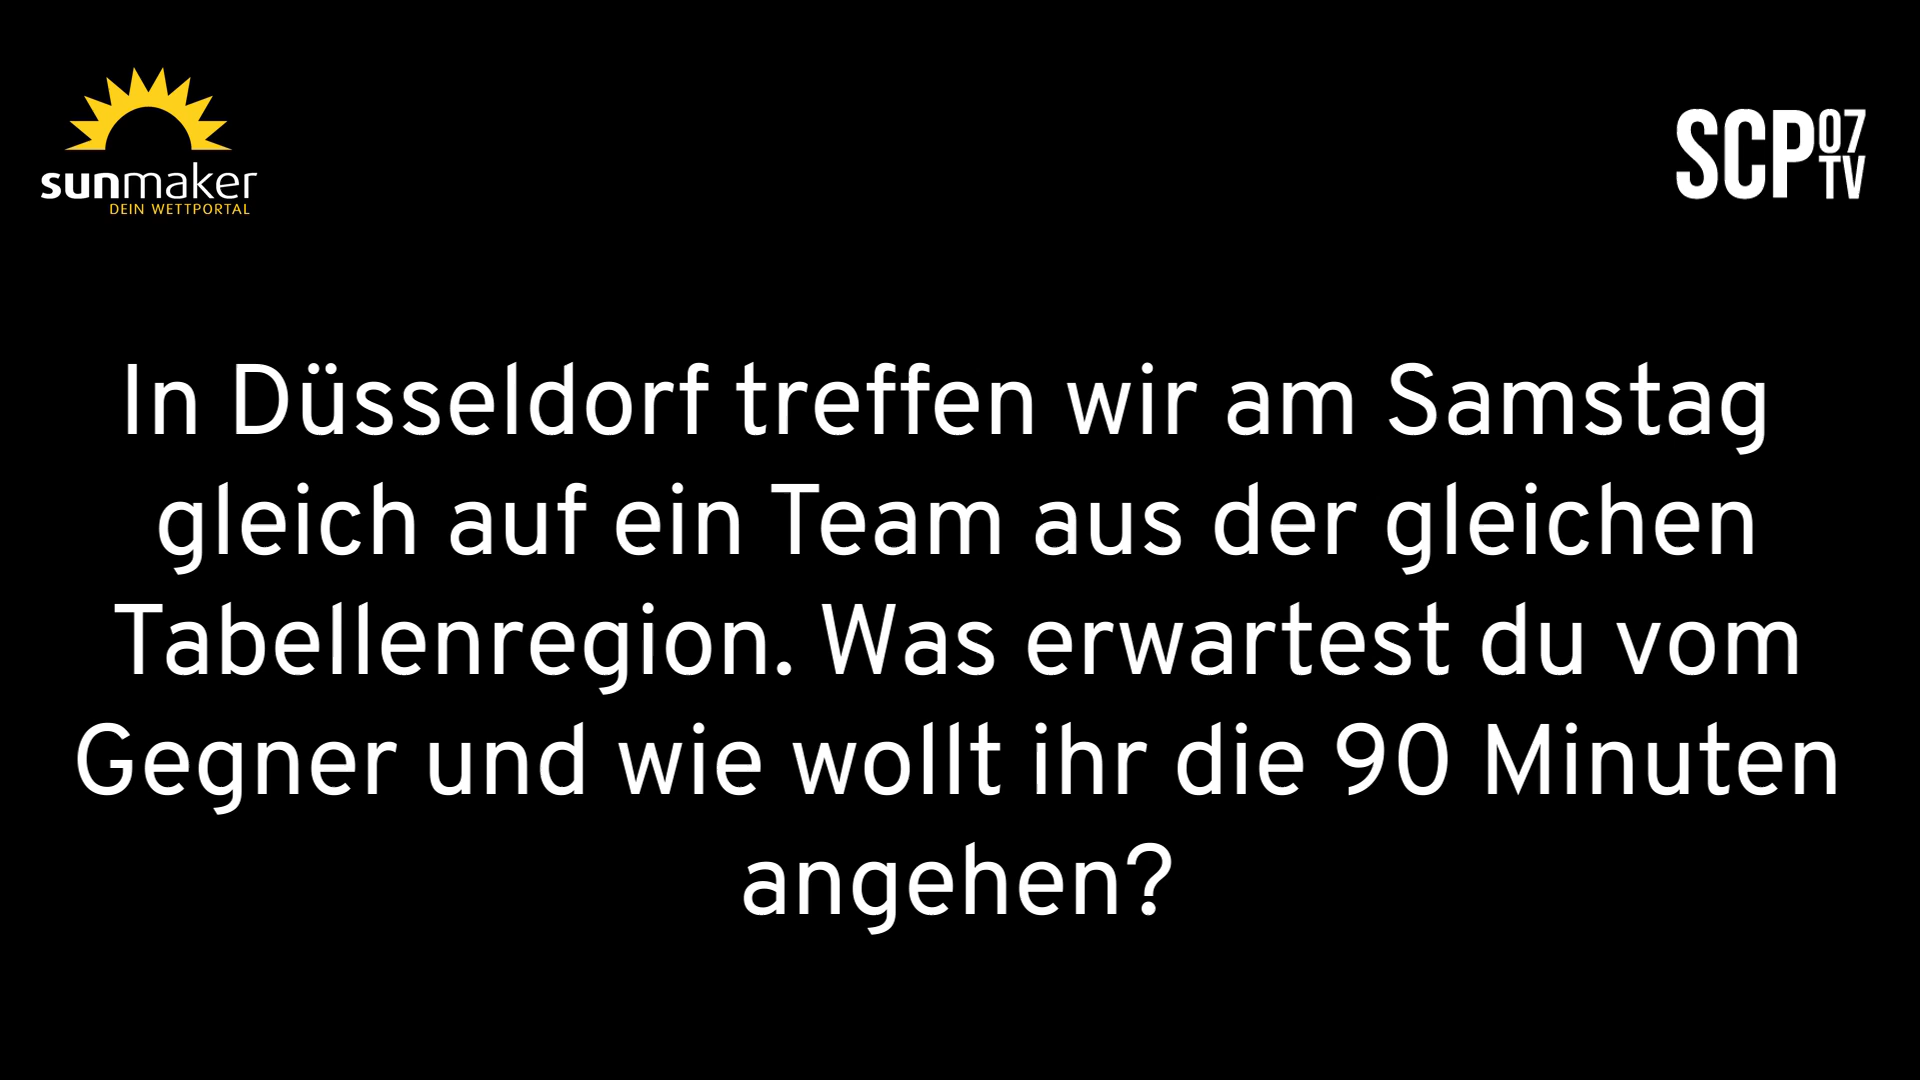 sunmaker
DEIN WETTPORTAL
SCP07
TV
In Düsseldorf treffen wir am Samstag
gleich auf ein Team aus der gleichen
Tabellenregion. Was erwartest du vom
Gegner und wie wollt ihr die 90 Minuten
angehen?